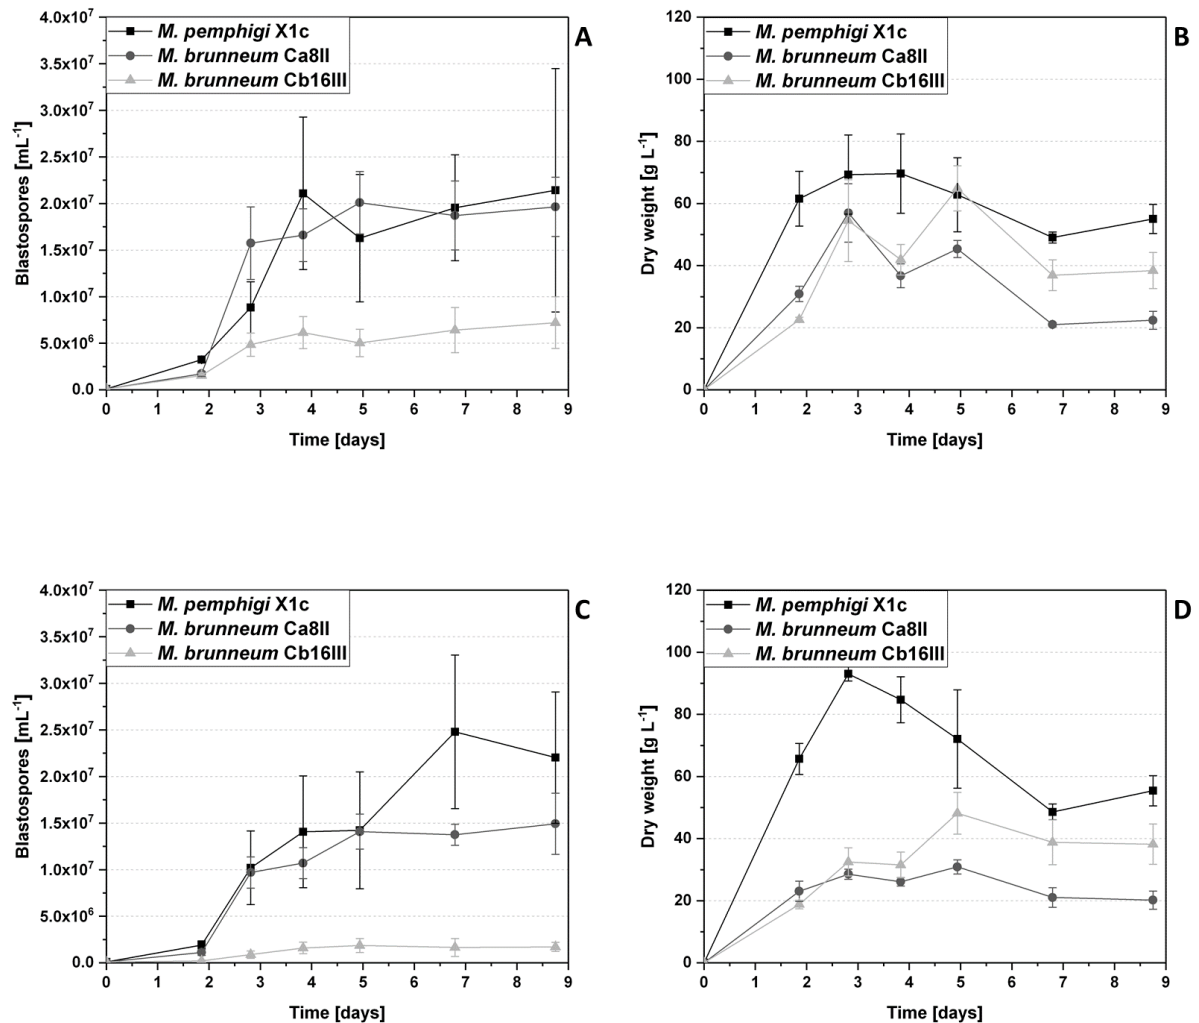 A
M. pemphigi X1c
M. brunneum Ca8II
M. brunneum Cb16III
Blastospores [mL⁻¹]
4.0x10⁷
3.5x10⁷
3.0x10⁷
2.5x10⁷
2.0x10⁷
1.5x10⁷
1.0x10⁷
5.0x10⁶
0.0
0 1 2 3 4 5 6 7 8 9
Time [days]
B
M. pemphigi X1c
M. brunneum Ca8II
M. brunneum Cb16III
Dry weight [g L⁻¹]
120
100
80
60
40
20
0
0 1 2 3 4 5 6 7 8 9
Time [days]
C
M. pemphigi X1c
M. brunneum Ca8II
M. brunneum Cb16III
Blastospores [mL⁻¹]
4.0x10⁷
3.5x10⁷
3.0x10⁷
2.5x10⁷
2.0x10⁷
1.5x10⁷
1.0x10⁷
5.0x10⁶
0.0
0 1 2 3 4 5 6 7 8 9
Time [days]
D
M. pemphigi X1c
M. brunneum Ca8II
M. brunneum Cb16III
Dry weight [g L⁻¹]
120
100
80
60
40
20
0
0 1 2 3 4 5 6 7 8 9
Time [days]